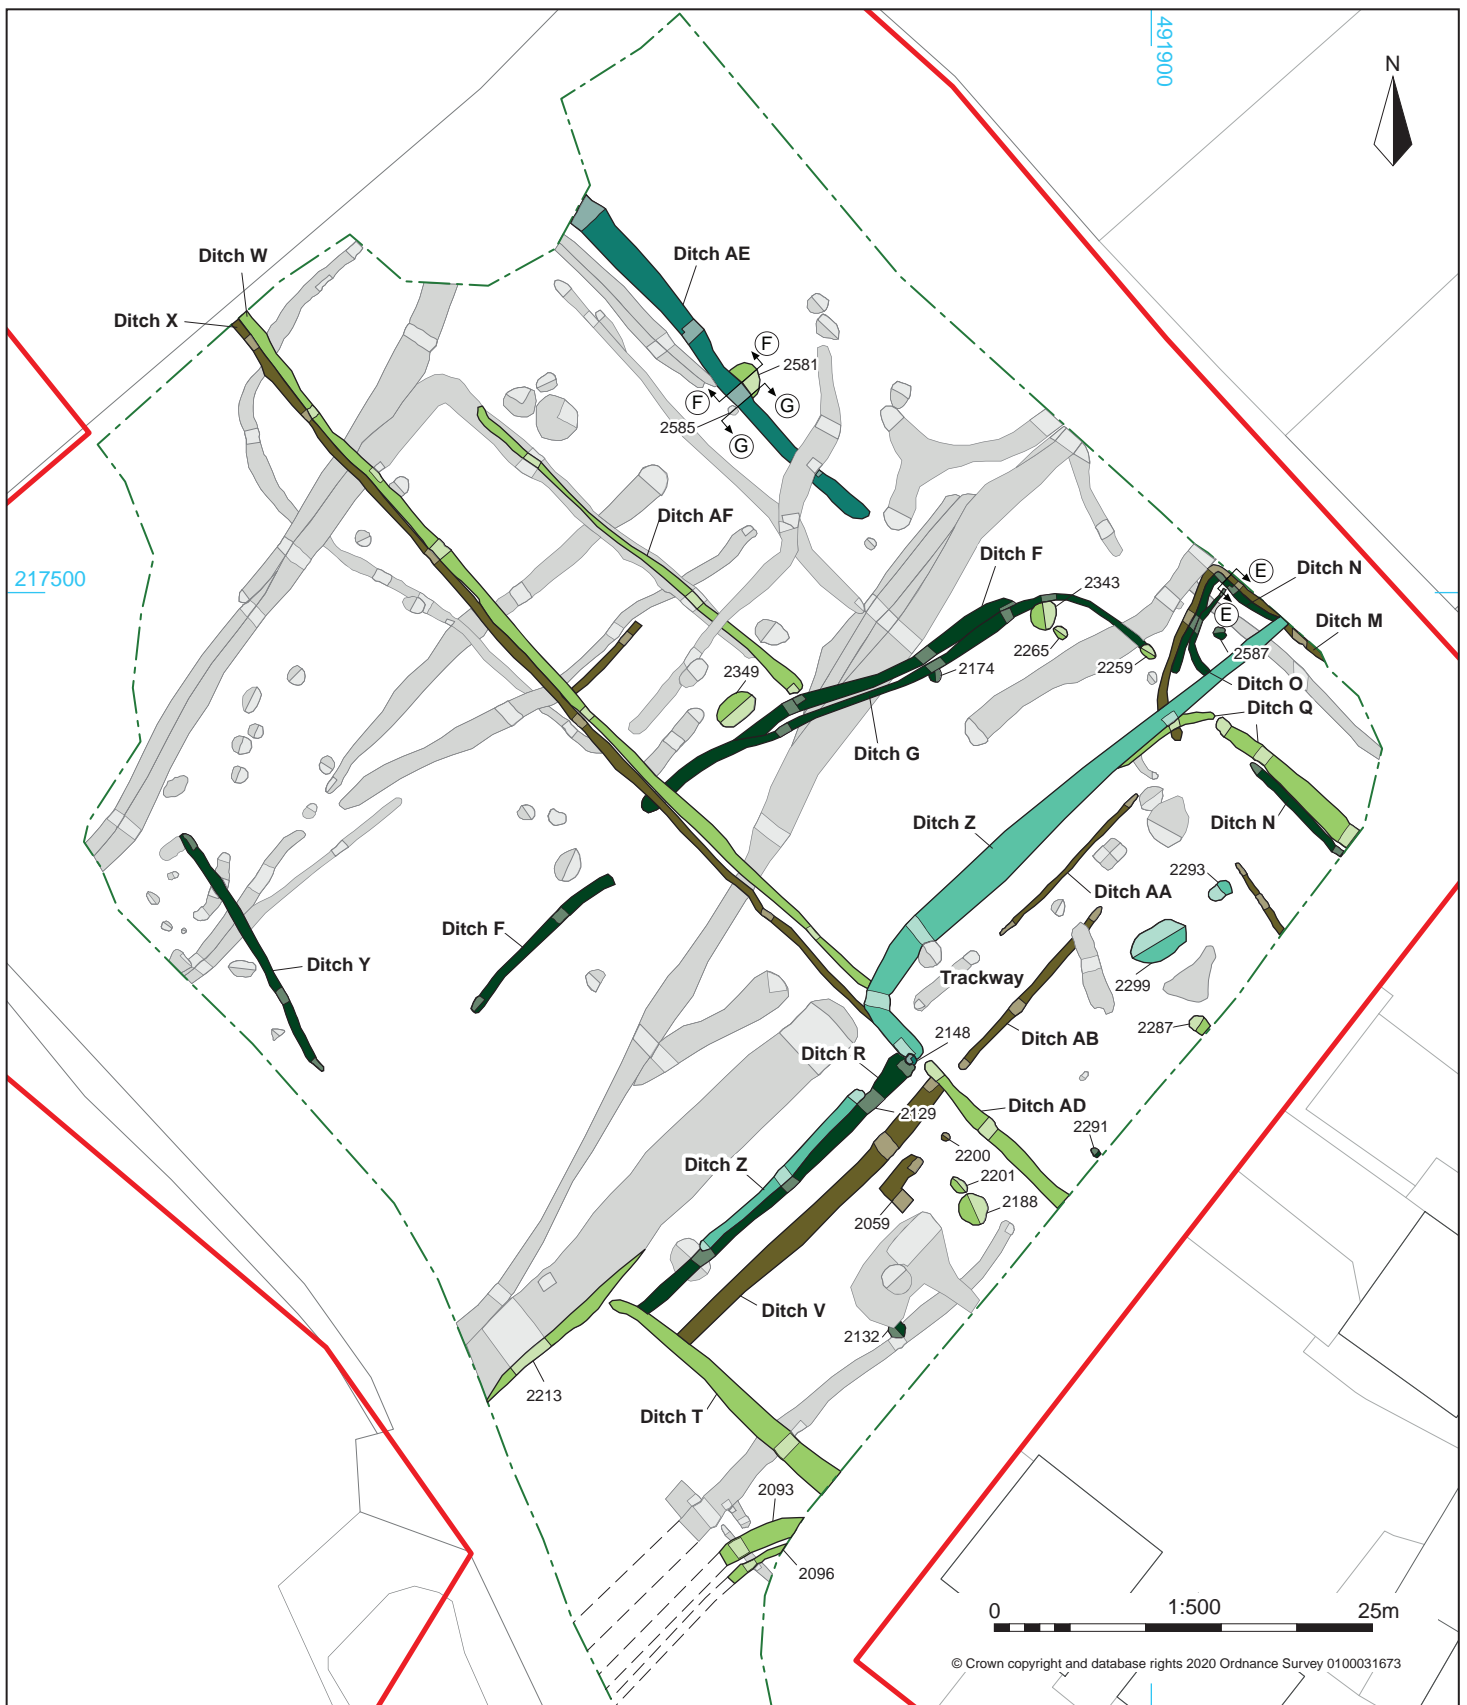 491900
N
Ditch W
Ditch AE
Ditch X
F
2581
F
G
2585
G
Ditch AF
Ditch F
217500
E
Ditch N
2343
E
Ditch M
2265
2587
2259
2174
2349
Ditch O
Ditch Q
Ditch G
Ditch Z
Ditch N
2293
Ditch AA
Ditch F
Ditch Y
Trackway
2299
2287
Ditch AB
2148
Ditch R
Ditch AD
2129
2291
2200
Ditch Z
2201
2188
2059
Ditch V
2132
2213
Ditch T
2093
2096
0 1:500 25m
© Crown copyright and database rights 2020 Ordnance Survey 0100031673